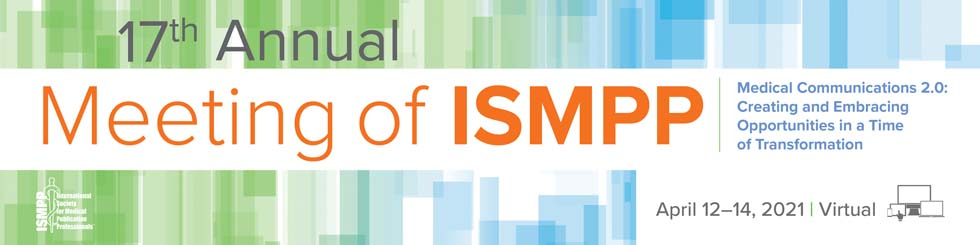 17th Annual
Meeting of ISMPP
Medical Communications 2.0:
Creating and Embracing
Opportunities in a Time
of Transformation
ISMPP
International
Society
for Medical
Publication
Professionals
April 12–14, 2021 | Virtual